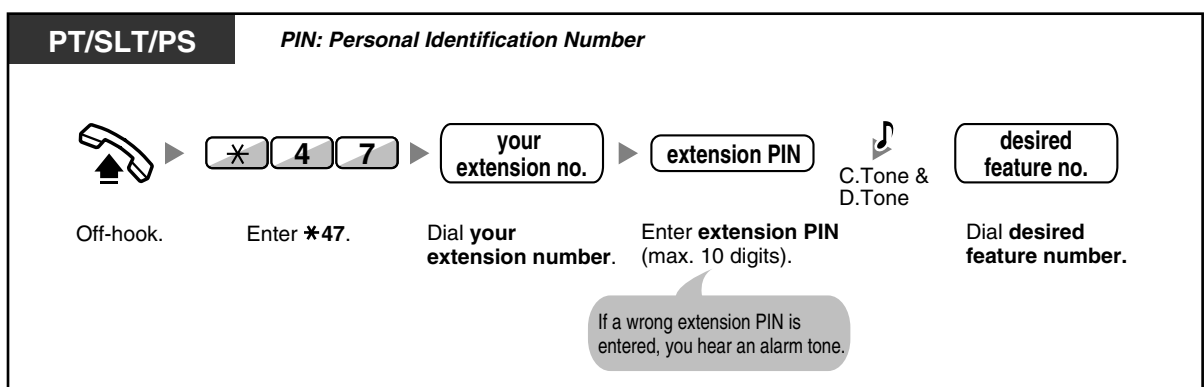 PT/SLT/PS
PIN: Personal Identification Number
* 4 7
your
extension no.
extension PIN
C.Tone &
D.Tone
desired
feature no.
Off-hook.
Enter *47.
Dial your
extension number.
Enter extension PIN
(max. 10 digits).
Dial desired
feature number.
If a wrong extension PIN is
entered, you hear an alarm tone.